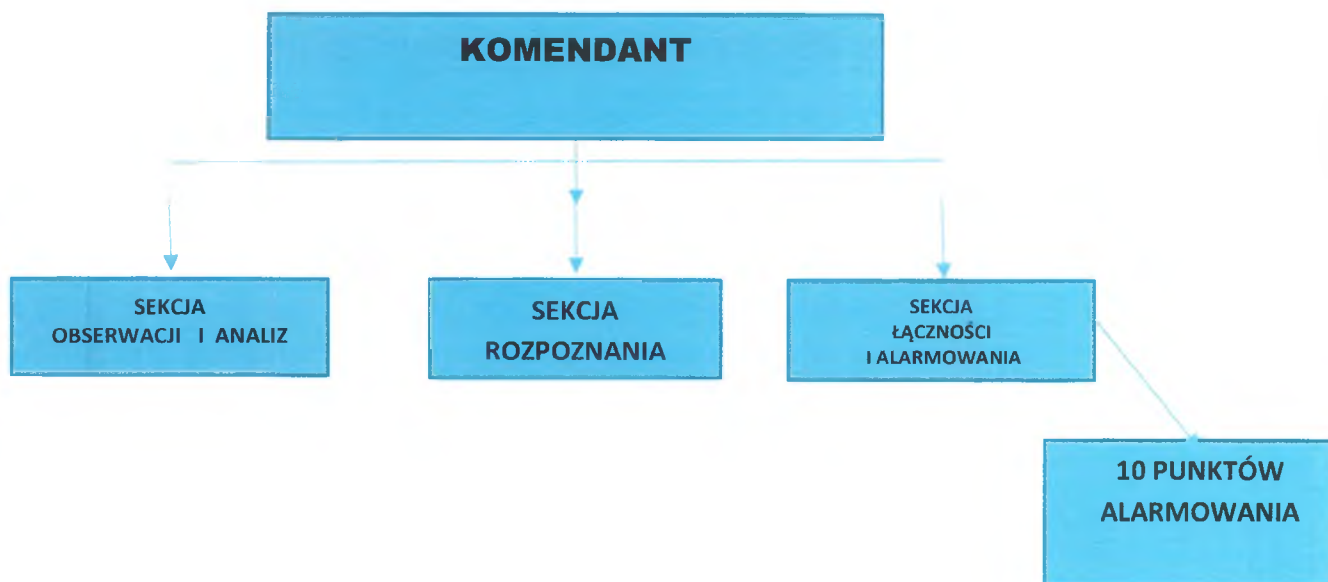 KOMENDANT
SEKCJA
OBSERWACJI I ANALIZ
SEKCJA
ROZPOZNANIA
SEKCJA
ŁĄCZNOŚCI
I ALARMOWANIA
10 PUNKTÓW
ALARMOWANIA